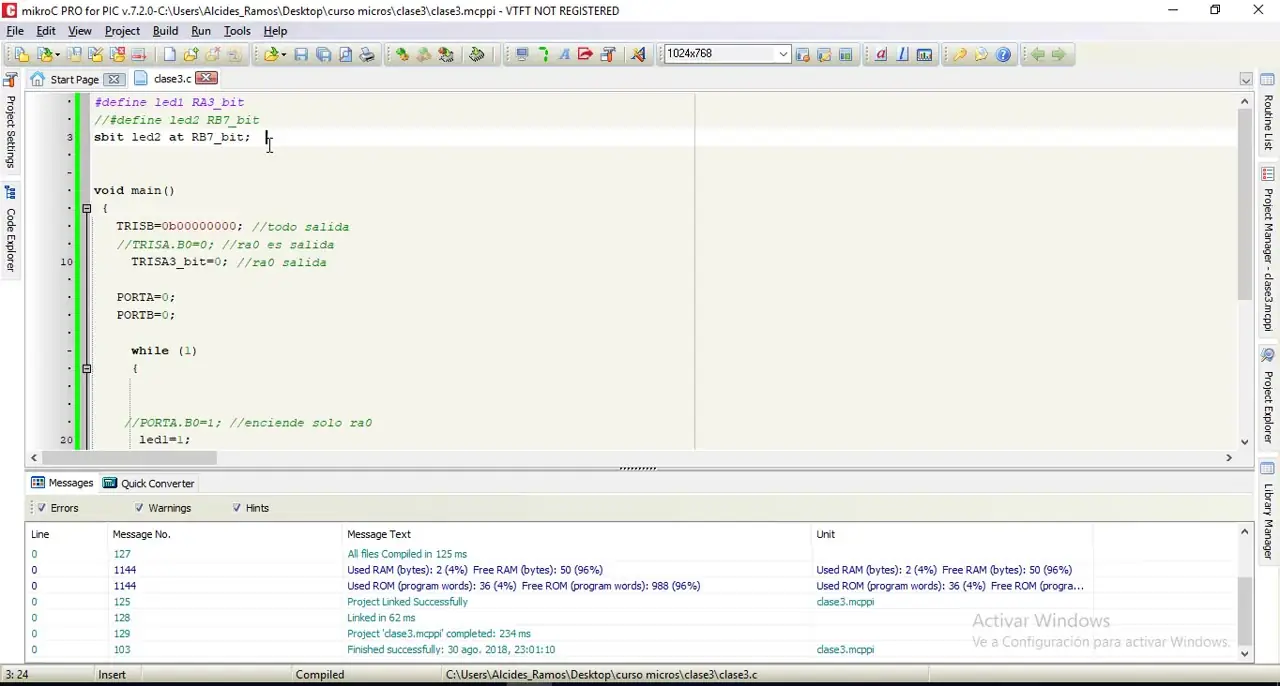 mikroC PRO for PIC v.7.2.0-C:\Users\Alcides_Ramos\Desktop\curso micros\clase3\clase3.mcppi - VTFT NOT REGISTERED
File Edit View Project Build Run Tools Help
1024x768
Start Page clase3.c
Project Settings
Code Explorer
#define led1 RA3_bit
//#define led2 RB7_bit
3 sbit led2 at RB7_bit;
void main()
{
TRISB=0b00000000; //todo salida
//TRISA.B0=0; //ra0 es salida
10 TRISA3_bit=0; //ra0 salida
PORTA=0;
PORTB=0;
while (1)
{
//PORTA.B0=1; //enciende solo ra0
20 led1=1;
Routine List
Project Manager - clase3.mcppi
Project Explorer
Library Manager
Messages Quick Converter
Errors Warnings Hints
Line Message No. Message Text Unit
0 127 All files Compiled in 125 ms
0 1144 Used RAM (bytes): 2 (4%) Free RAM (bytes): 50 (96%) Used RAM (bytes): 2 (4%) Free RAM (bytes): 50 (96%)
0 1144 Used ROM (program words): 36 (4%) Free ROM (program words): 988 (96%) Used ROM (program words): 36 (4%) Free ROM (progra...
0 125 Project Linked Successfully clase3.mcppi
0 128 Linked in 62 ms
0 129 Project 'clase3.mcppi' completed: 234 ms
0 103 Finished successfully: 30 ago. 2018, 23:01:10 clase3.mcppi
Activar Windows
Ve a Configuración para activar Windows.
3: 24 Insert Compiled C:\Users\Alcides_Ramos\Desktop\curso micros\clase3\clase3.c